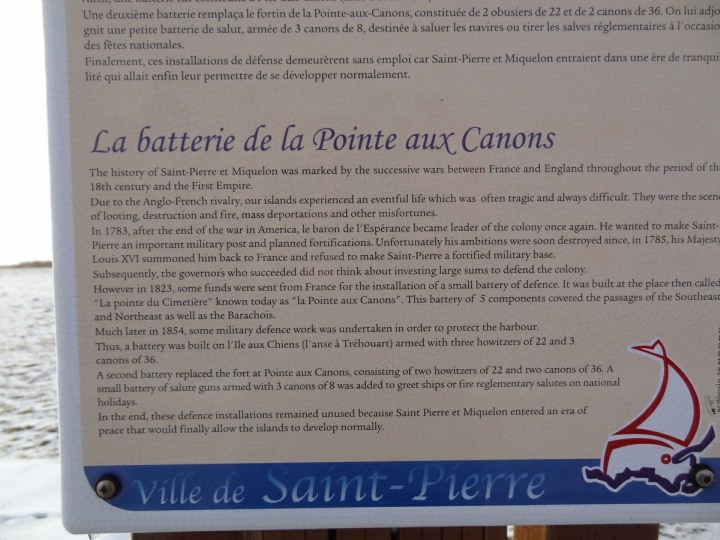 Une deuxième batterie remplaça le fortin de la Pointe-aux-Canons, constituée de 2 obusiers de 22 et de 2 canons de 36. On lui adjo
gnit une petite batterie de salut, armée de 3 canons de 8, destinée à saluer les navires ou tirer les salves réglementaires à l'occasio
des fêtes nationales.
Finalement, ces installations de défense demeurèrent sans emploi car Saint-Pierre et Miquelon entraient dans une ère de tranqui
lité qui allait enfin leur permettre de se développer normalement.
La batterie de la Pointe aux Canons
The history of Saint-Pierre et Miquelon was marked by the successive wars between France and England throughout the period of th
18th century and the First Empire.
Due to the Anglo-French rivalry, our islands experienced an eventful life which was often tragic and always difficult. They were the scen
of looting, destruction and fire, mass deportations and other misfortunes.
In 1783, after the end of the war in America, le baron de l'Espérance became leader of the colony once again. He wanted to make Saint-
Pierre an important military post and planned fortifications. Unfortunately his ambitions were soon destroyed since, in 1785, his Majesty
Louis XVI summoned him back to France and refused to make Saint-Pierre a fortified military base.
Subsequently, the governors who succeeded did not think about investing large sums to defend the colony.
However in 1823, some funds were sent from France for the installation of a small battery of defence. It was built at the place then called
"La pointe du Cimetière" known today as "la Pointe aux Canons". This battery of 5 components covered the passages of the Southeast
and Northeast as well as the Barachois.
Much later in 1854, some military defence work was undertaken in order to protect the harbour.
Thus, a battery was built on l'Ile aux Chiens (l'anse à Tréhouart) armed with three howitzers of 22 and 3
canons of 36.
A second battery replaced the fort at Pointe aux Canons, consisting of two howitzers of 22 and two canons of 36. A
small battery of salute guns armed with 3 canons of 8 was added to greet ships or fire reglementary salutes on national
holidays.
In the end, these defence installations remained unused because Saint Pierre et Miquelon entered an era of
peace that would finally allow the islands to develop normally.
Ville de Saint-Pierre